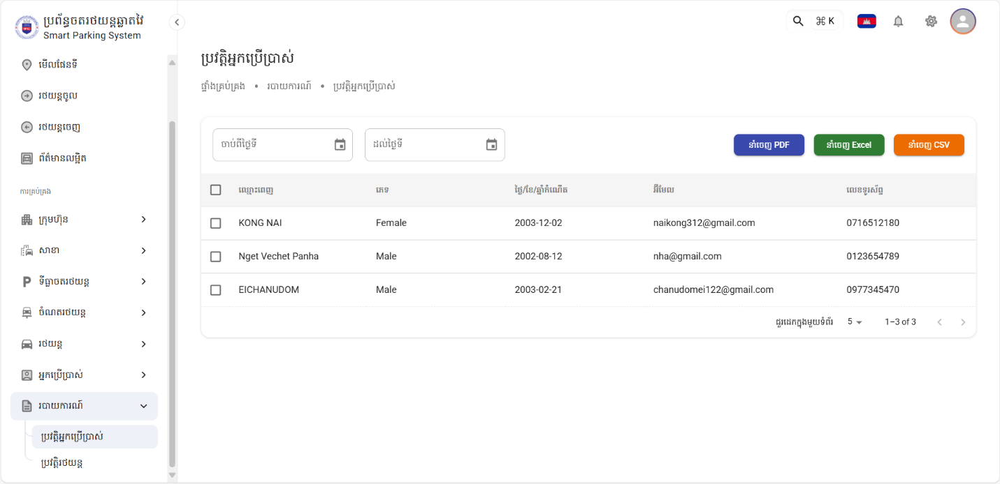 ប្រព័ន្ធចតរថយន្តឆ្លាតវៃ
Smart Parking System
⌘ K
មើលផែនទី
រថយន្តចូល
រថយន្តចេញ
ព័ត៌មានលម្អិត
ការគ្រប់គ្រង
ក្រុមហ៊ុន
សាខា
ទីធ្លាចតរថយន្ត
ចំណតរថយន្ត
រថយន្ត
អ្នកប្រើប្រាស់
របាយការណ៍
ប្រវត្តិអ្នកប្រើប្រាស់
ប្រវត្តិរថយន្ត
ប្រវត្តិអ្នកប្រើប្រាស់
ផ្ទាំងគ្រប់គ្រង • របាយការណ៍ • ប្រវត្តិអ្នកប្រើប្រាស់
ចាប់ពីថ្ងៃទី ដល់ថ្ងៃទី នាំចេញ PDF នាំចេញ Excel នាំចេញ CSV
ឈ្មោះពេញ ភេទ ថ្ងៃ/ខែ/ឆ្នាំកំណើត អ៊ីមែល លេខទូរស័ព្ទ
KONG NAI Female 2003-12-02 naikong312@gmail.com 0716512180
Nget Vechet Panha Male 2002-08-12 nha@gmail.com 0123654789
EICHANUDOM Male 2003-02-21 chanudomei122@gmail.com 0977345470
ជួរដេកក្នុងមួយទំព័រ 5 1–3 of 3